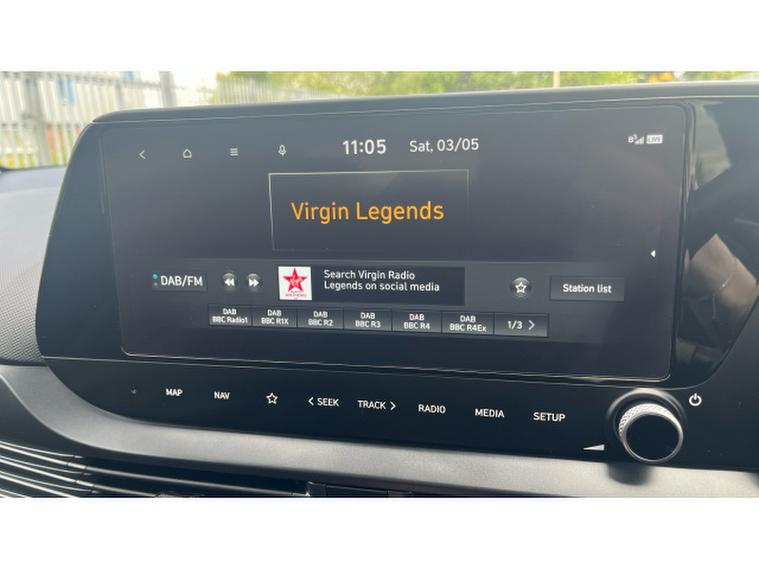 11:05 Sat, 03/05 LIVE
Virgin Legends
DAB/FM
Search Virgin Radio
Legends on social media
Station list
DAB
BBC Radio1
DAB
BBC R1X
DAB
BBC R2
DAB
BBC R3
DAB
BBC R4
DAB
BBC R4Ex
1/3 >
MAP NAV < SEEK TRACK > RADIO MEDIA SETUP